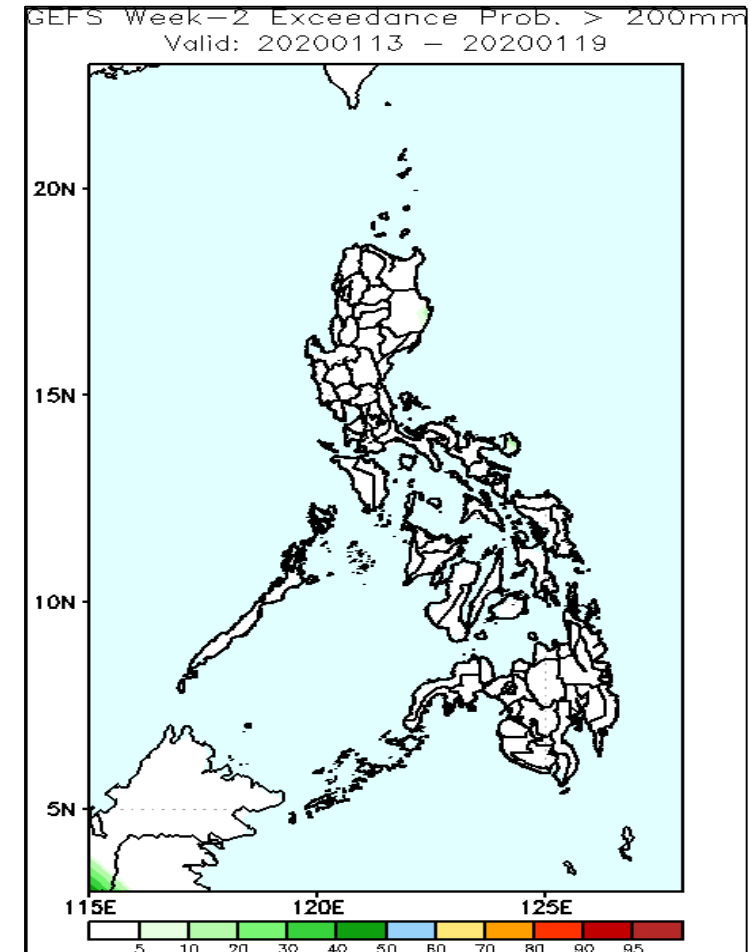 GEFS Week-2 Exceedance Prob. > 200mm
Valid: 20200113 - 20200119
20N
15N
10N
5N
115E 120E 125E
5 10 20 30 40 50 60 70 80 90 95